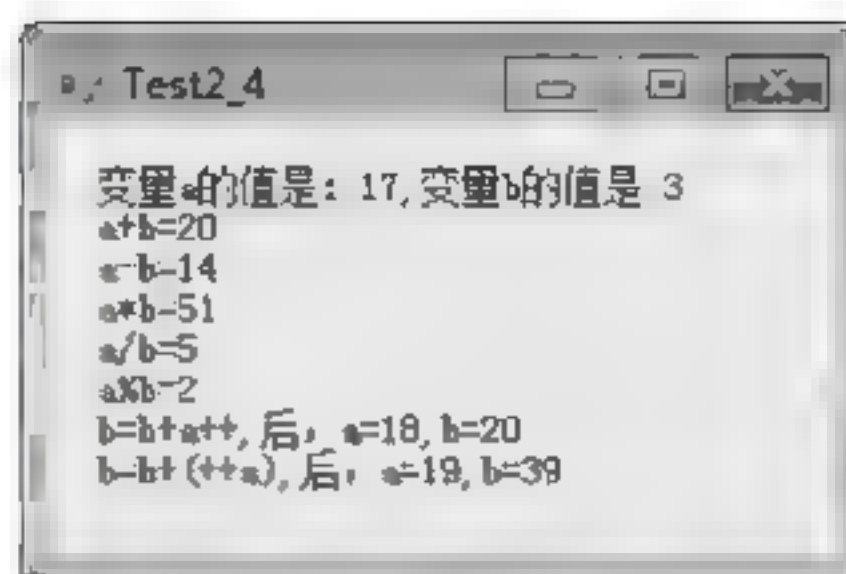 Test2_4
变量a的值是: 17,变量b的值是 3
a+b=20
a-b=14
a*b=51
a/b=5
a%b=2
b=b+a++,后, a=18,b=20
b=b+(++a),后, a=19,b=39